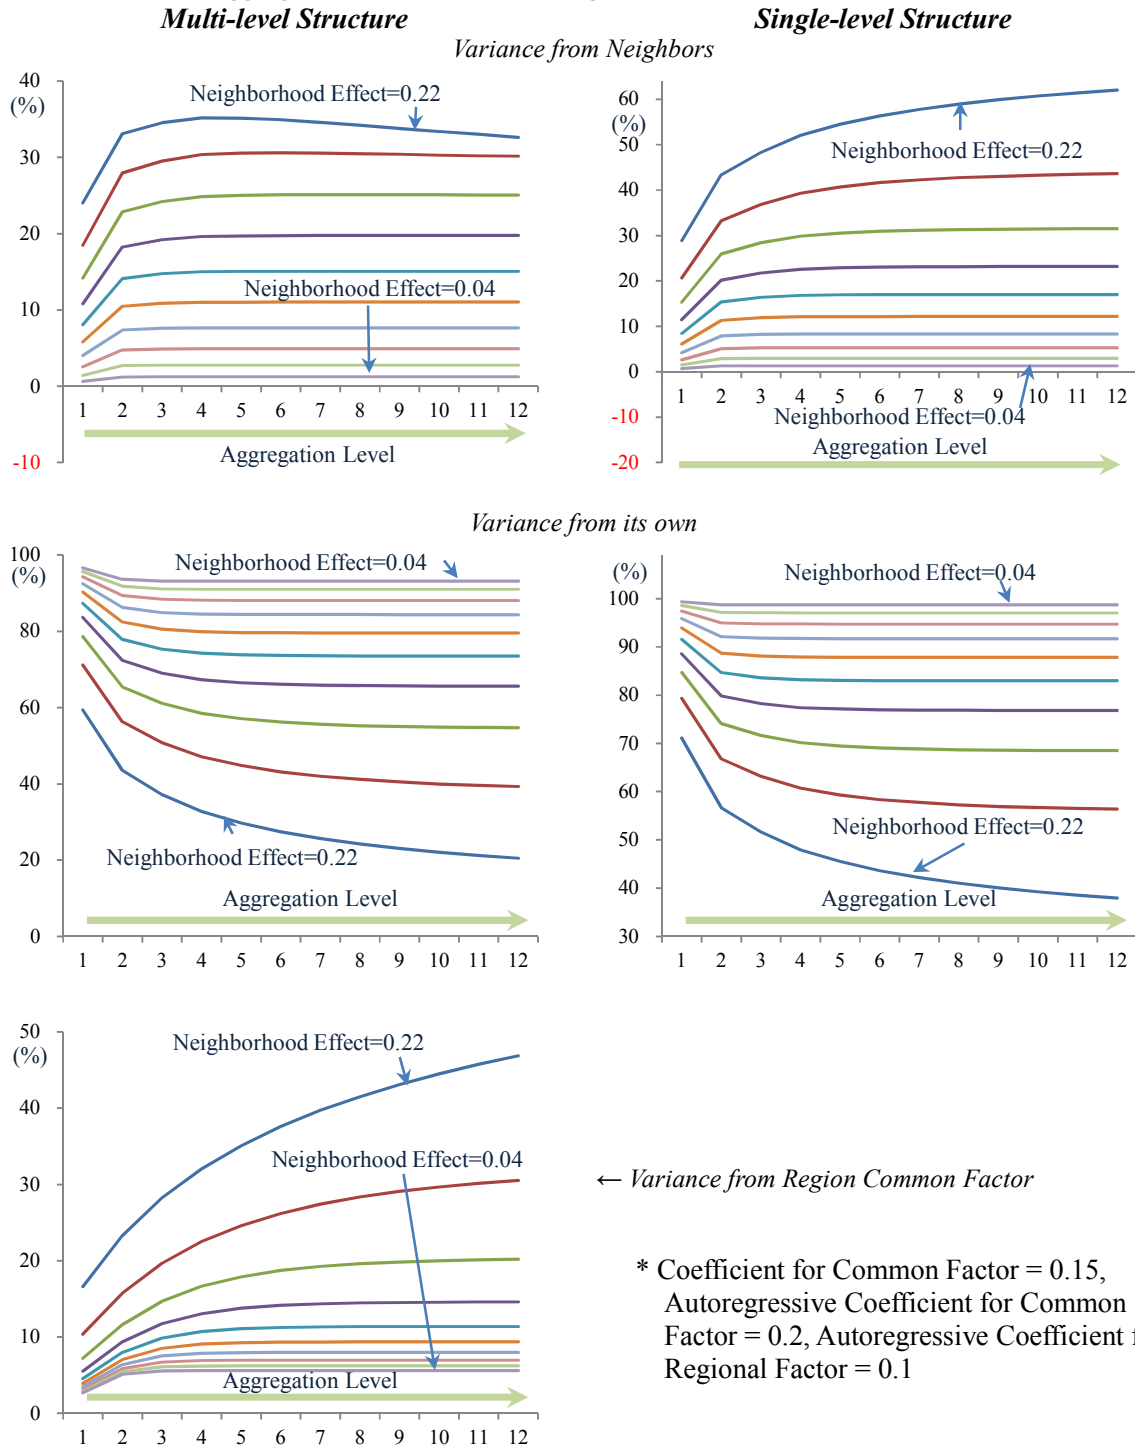 Multi-level Structure
Single-level Structure
Variance from Neighbors
40
(%)
30
20
10
0
-10
Neighborhood Effect=0.22
Neighborhood Effect=0.04
1 2 3 4 5 6 7 8 9 10 11 12
Aggregation Level
60
(%)
50
40
30
20
10
0
-10
-20
Neighborhood Effect=0.22
1 2 3 4 5 6 7 8 9 10 11 12
Neighborhood Effect=0.04
Aggregation Level
Variance from its own
100
(%)
80
60
40
20
0
Neighborhood Effect=0.04
Neighborhood Effect=0.22
Aggregation Level
1 2 3 4 5 6 7 8 9 10 11 12
(%)
100
90
80
70
60
50
40
30
Neighborhood Effect=0.04
Neighborhood Effect=0.22
Aggregation Level
1 2 3 4 5 6 7 8 9 10 11 12
50
(%)
40
30
20
10
0
Neighborhood Effect=0.22
Neighborhood Effect=0.04
Aggregation Level
1 2 3 4 5 6 7 8 9 10 11 12
← Variance from Region Common Factor
* Coefficient for Common Factor = 0.15,
Autoregressive Coefficient for Common
Factor = 0.2, Autoregressive Coefficient
Regional Factor = 0.1